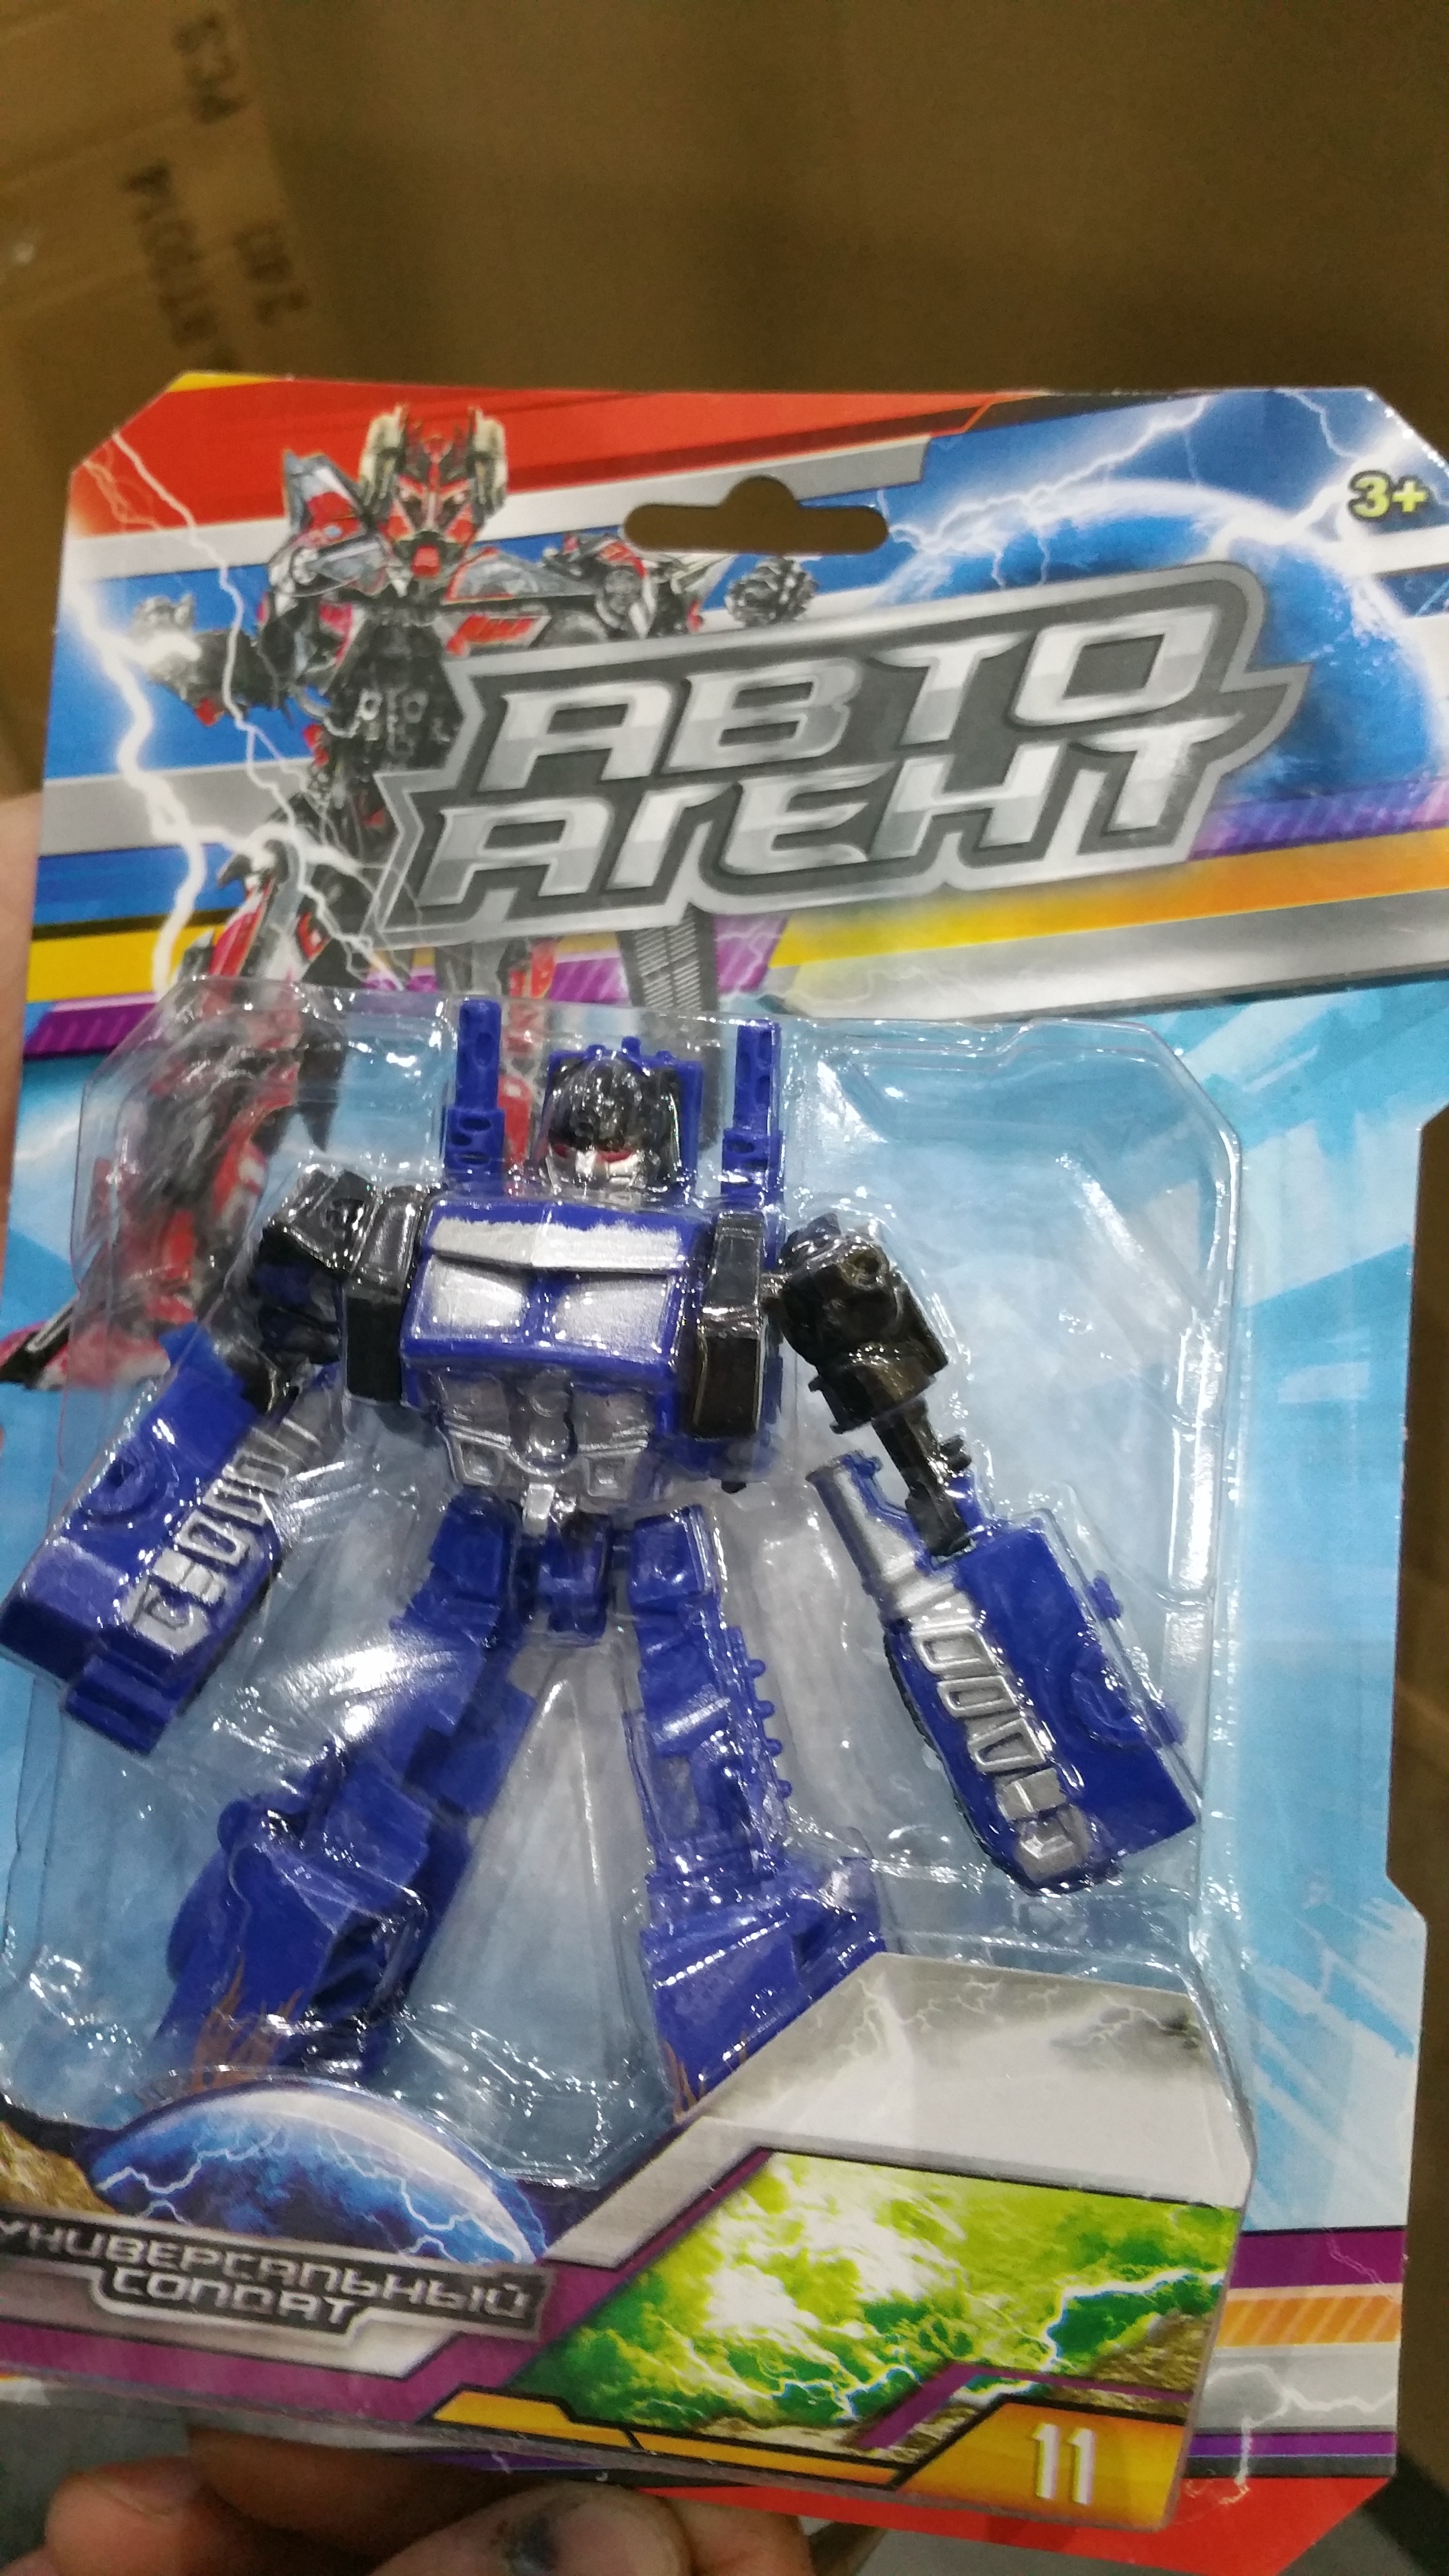 3+
АВТО
АГЕНТ
УНИВЕРСАЛЬНЫЙ
СОЛДАТ
11